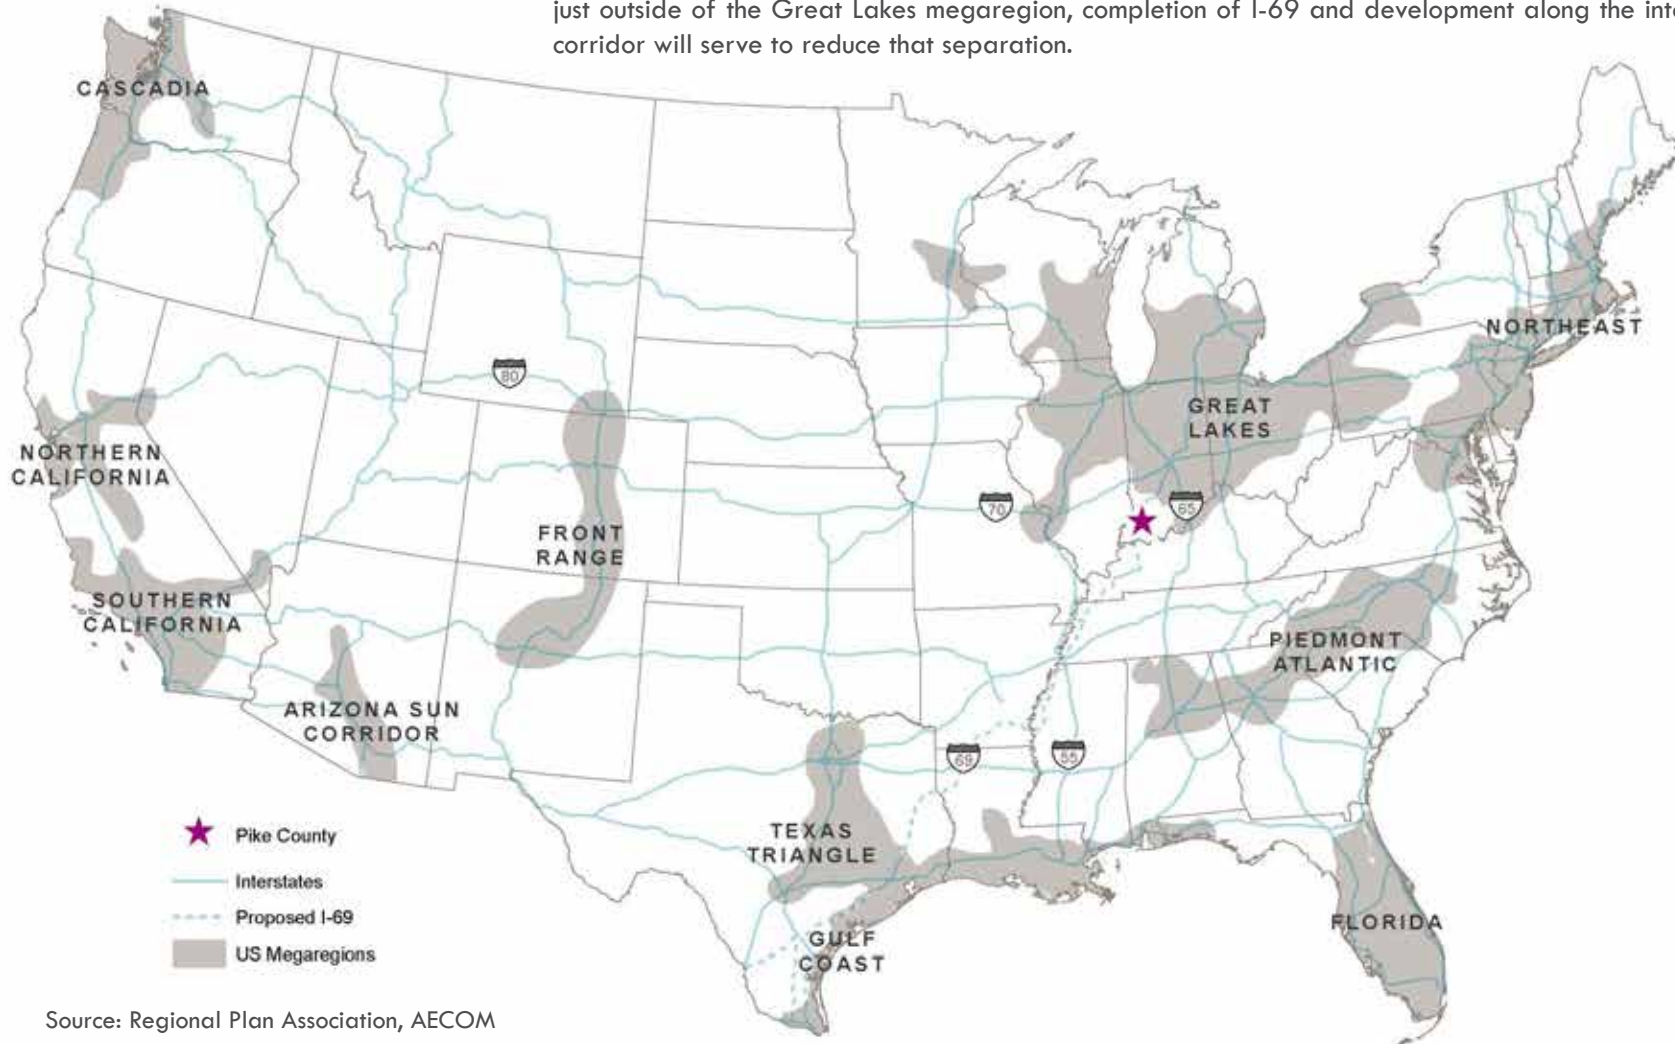 just outside of the Great Lakes megaregion, completion of I-69 and development along the
corridor will serve to reduce that separation.
CASCADIA
80
NORTHEAST
GREAT
LAKES
NORTHERN
CALIFORNIA
70
65
FRONT
RANGE
SOUTHERN
CALIFORNIA
PIEDMONT
ATLANTIC
ARIZONA SUN
CORRIDOR
69
55
TEXAS
TRIANGLE
GULF
COAST
FLORIDA
Pike County
Interstates
Proposed I-69
US Megaregions
Source: Regional Plan Association, AECOM